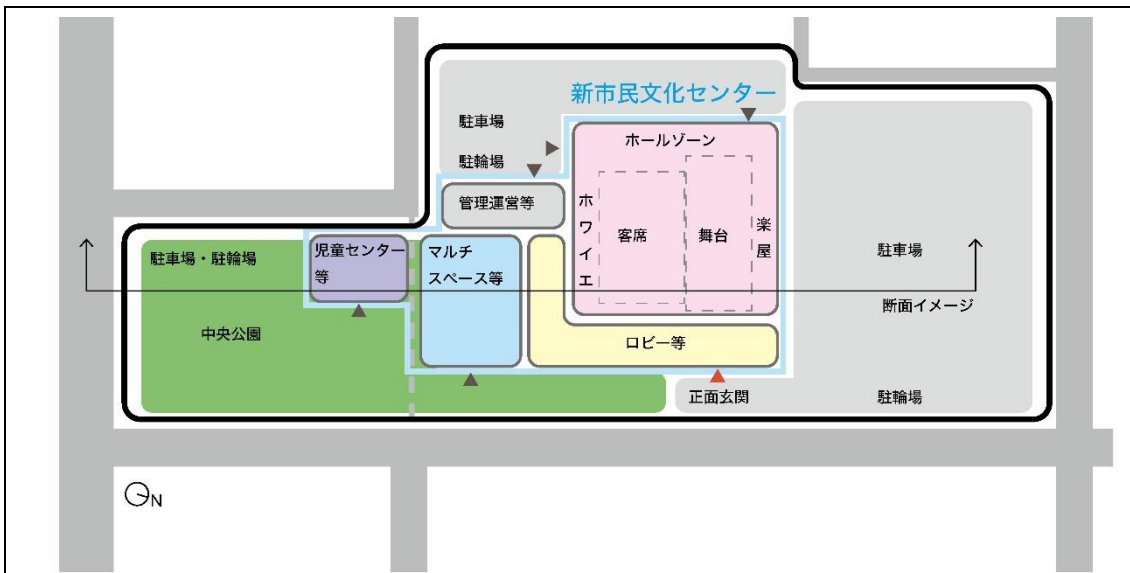 新市民文化センター
駐車場
駐輪場
ホールゾーン
管理運営等
ホワイエ
客席
舞台
楽屋
駐車場・駐輪場
児童センター
等
マルチ
スペース等
駐車場
断面イメージ
中央公園
ロビー等
正面玄関
駐輪場
N